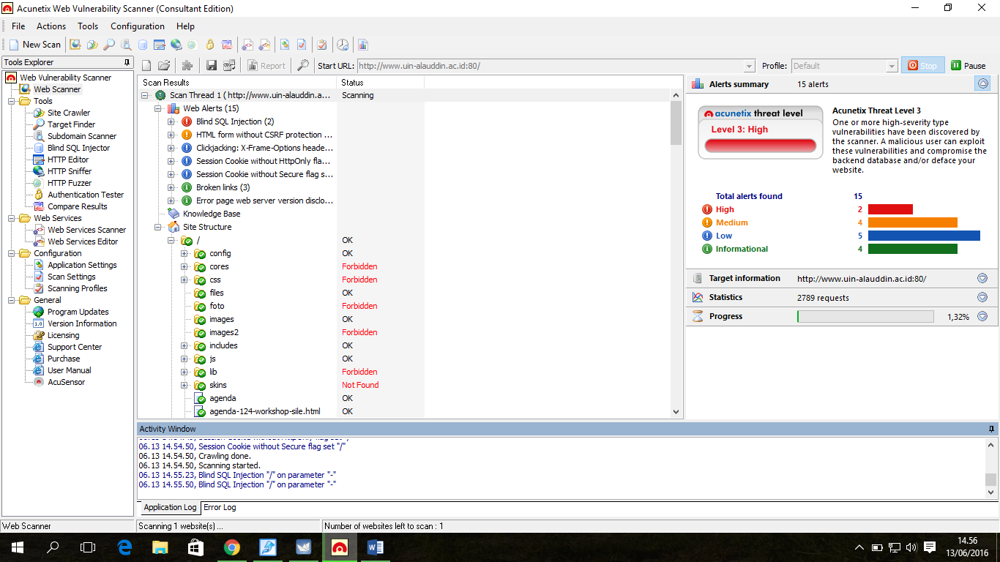 Acunetix Web Vulnerability Scanner (Consultant Edition)
File Actions Tools Configuration Help
New Scan
Tools Explorer
Report Start URL: http://www.uin-alauddin.ac.id:80/ Profile: Default Stop Pause
Web Vulnerability Scanner
Web Scanner
Tools
Site Crawler
Target Finder
Subdomain Scanner
Blind SQL Injector
HTTP Editor
HTTP Sniffer
HTTP Fuzzer
Authentication Tester
Compare Results
Web Services
Web Services Scanner
Web Services Editor
Configuration
Application Settings
Scan Settings
Scanning Profiles
General
Program Updates
Version Information
Licensing
Support Center
Purchase
User Manual
AcuSensor
Scan Results Status
Scan Thread 1 ( http://www.uin-alauddin.a... Scanning
Web Alerts (15)
Blind SQL Injection (2)
HTML form without CSRF protection ...
Clickjacking: X-Frame-Options heade...
Session Cookie without HttpOnly fla...
Session Cookie without Secure flag s...
Broken links (3)
Error page web server version disclo...
Knowledge Base
Site Structure
/ OK
config OK
cores Forbidden
css Forbidden
files OK
foto Forbidden
images OK
images2 Forbidden
includes OK
js OK
lib Forbidden
skins Not Found
agenda OK
agenda-124-workshop-sile.html OK
Alerts summary 15 alerts
acunetix threat level
Level 3: High
Acunetix Threat Level 3
One or more high-severity type
vulnerabilities have been discovered by
the scanner. A malicious user can exploit
these vulnerabilities and compromise the
backend database and/or deface your
website.
Total alerts found 15
High 2
Medium 4
Low 5
Informational 4
Target information http://www.uin-alauddin.ac.id:80/
Statistics 2789 requests
Progress 1,32%
Activity Window
06.13 14.54.50, Session Cookie without Secure flag set "/"
06.13 14.54.50, Crawling done.
06.13 14.54.50, Scanning started.
06.13 14.55.23, Blind SQL Injection "/" on parameter "-"
06.13 14.55.50, Blind SQL Injection "/" on parameter "-"
Application Log Error Log
Web Scanner Scanning 1 website(s) ... Number of websites left to scan : 1
14.56
13/06/2016